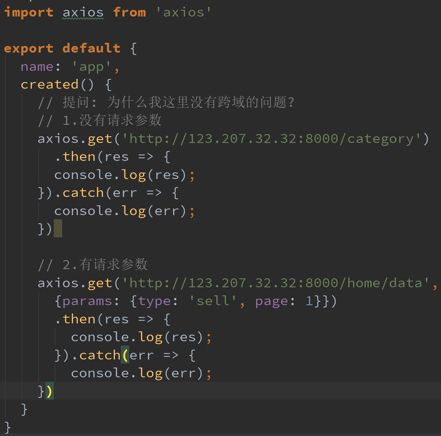 import axios from 'axios'
export default {
name: 'app',
created() {
// 提问: 为什么我这里没有跨域的问题?
// 1.没有请求参数
axios.get('http://123.207.32.32:8000/category')
.then(res => {
console.log(res);
}).catch(err => {
console.log(err);
})
// 2.有请求参数
axios.get('http://123.207.32.32:8000/home/data',
{params: {type: 'sell', page: 1}})
.then(res => {
console.log(res);
}).catch(err => {
console.log(err);
})
}
}